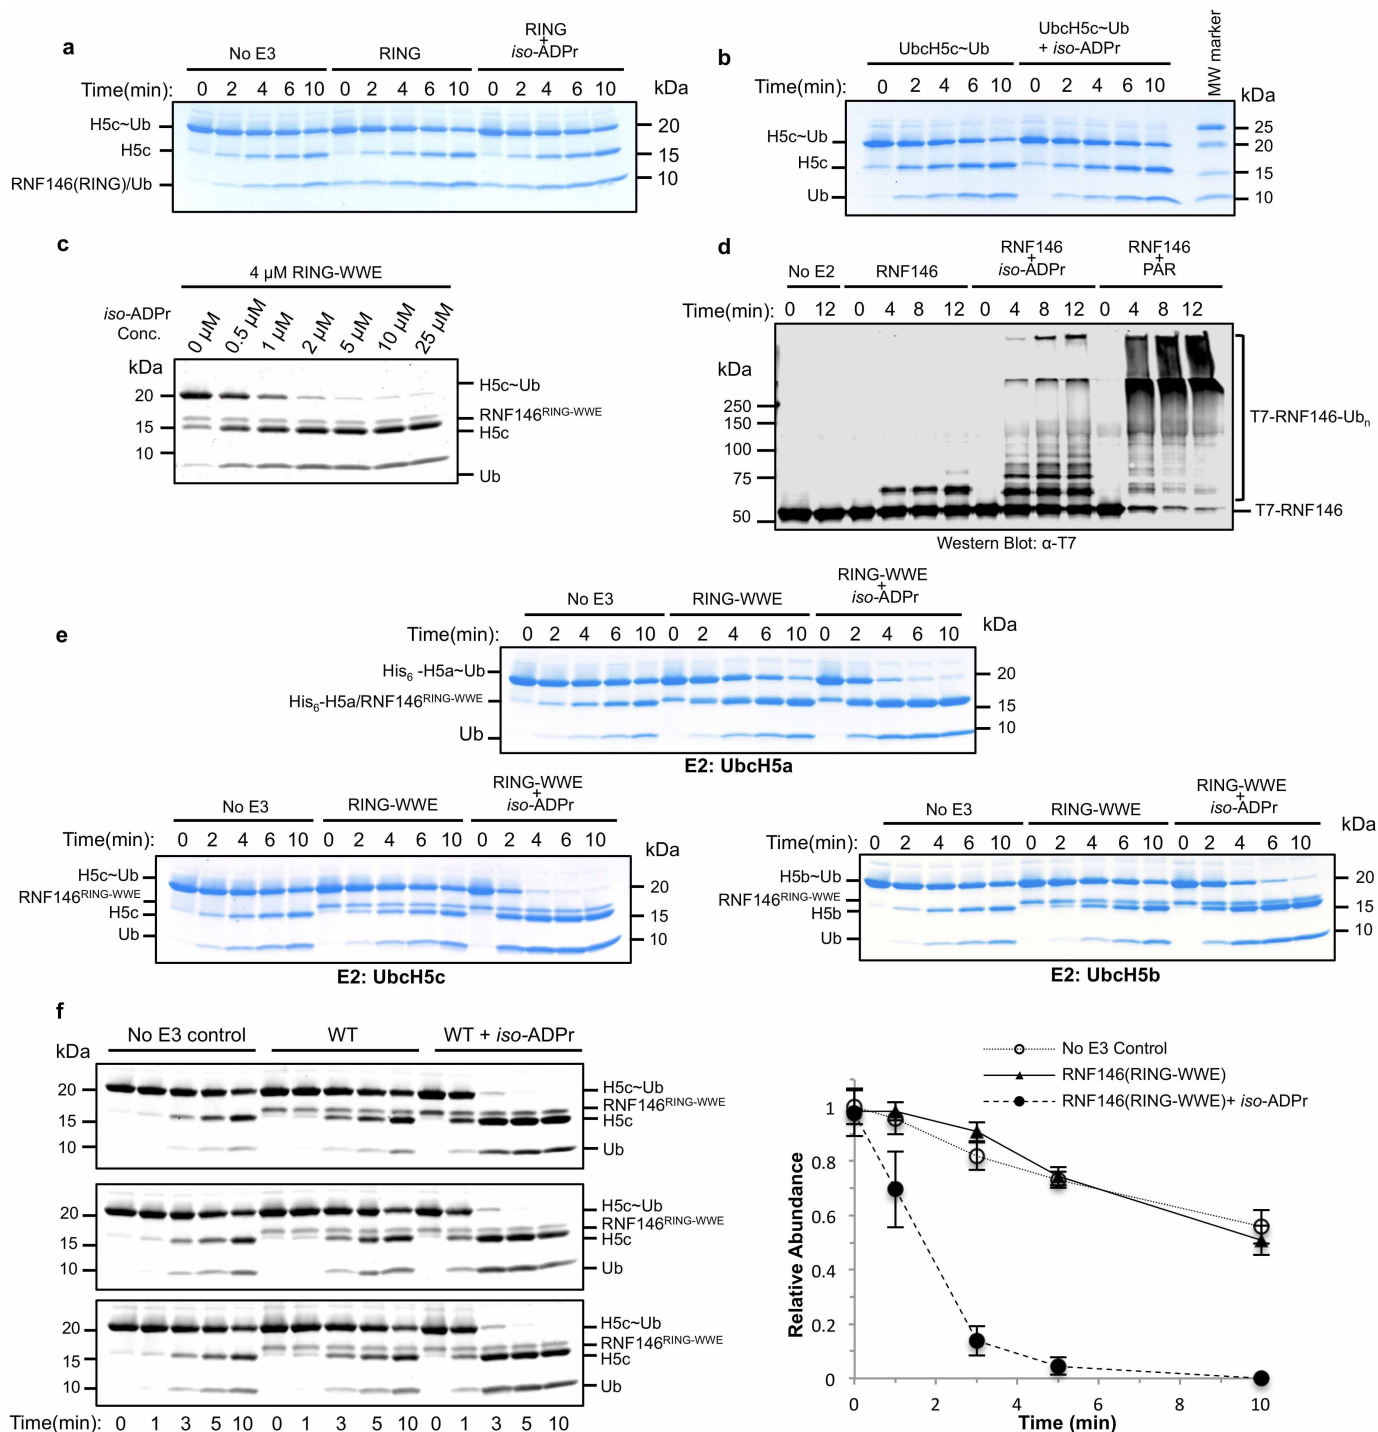 a
No E3 RING RING + iso-ADPr
Time(min): 0 2 4 6 10 0 2 4 6 10 0 2 4 6 10 kDa
H5c~Ub 20
H5c 15
RNF146(RING)/Ub 10
b
UbcH5c~Ub UbcH5c~Ub + iso-ADPr MW marker
Time(min): 0 2 4 6 10 0 2 4 6 10 kDa
25
H5c~Ub 20
H5c 15
Ub 10
c
4 μM RING-WWE
iso-ADPr Conc. 0 μM 0.5 μM 1 μM 2 μM 5 μM 10 μM 25 μM
kDa
20 H5c~Ub
RNF146RING-WWE
15 H5c
10
Ub
d
No E2 RNF146 RNF146 + iso-ADPr RNF146 + PAR
Time(min): 0 12 0 4 8 12 0 4 8 12 0 4 8 12
kDa
250
150
100
75
50
T7-RNF146-Ubn
T7-RNF146
Western Blot: α-T7
e
No E3 RING-WWE RING-WWE + iso-ADPr
Time(min): 0 2 4 6 10 0 2 4 6 10 0 2 4 6 10 kDa
His6 -H5a~Ub 20
His6-H5a/RNF146RING-WWE 15
10
Ub
E2: UbcH5a
No E3 RING-WWE RING-WWE + iso-ADPr
Time(min): 0 2 4 6 10 0 2 4 6 10 0 2 4 6 10 kDa
H5c~Ub 20
RNF146RING-WWE
H5c 15
Ub 10
E2: UbcH5c
No E3 RING-WWE RING-WWE + iso-ADPr
Time(min): 0 2 4 6 10 0 2 4 6 10 0 2 4 6 10 kDa
H5b~Ub 20
RNF146RING-WWE
H5b 15
Ub 10
E2: UbcH5b
f
No E3 control WT WT + iso-ADPr
kDa
20 H5c~Ub
RNF146RING-WWE
15 H5c
10 Ub
20 H5c~Ub
RNF146RING-WWE
15 H5c
10 Ub
20 H5c~Ub
RNF146RING-WWE
15 H5c
10 Ub
Time(min): 0 1 3 5 10 0 1 3 5 10 0 1 3 5 10
No E3 Control
RNF146(RING-WWE)
RNF146(RING-WWE)+ iso-ADPr
Relative Abundance
1
0.8
0.6
0.4
0.2
0
0 2 4 6 8 10
Time (min)